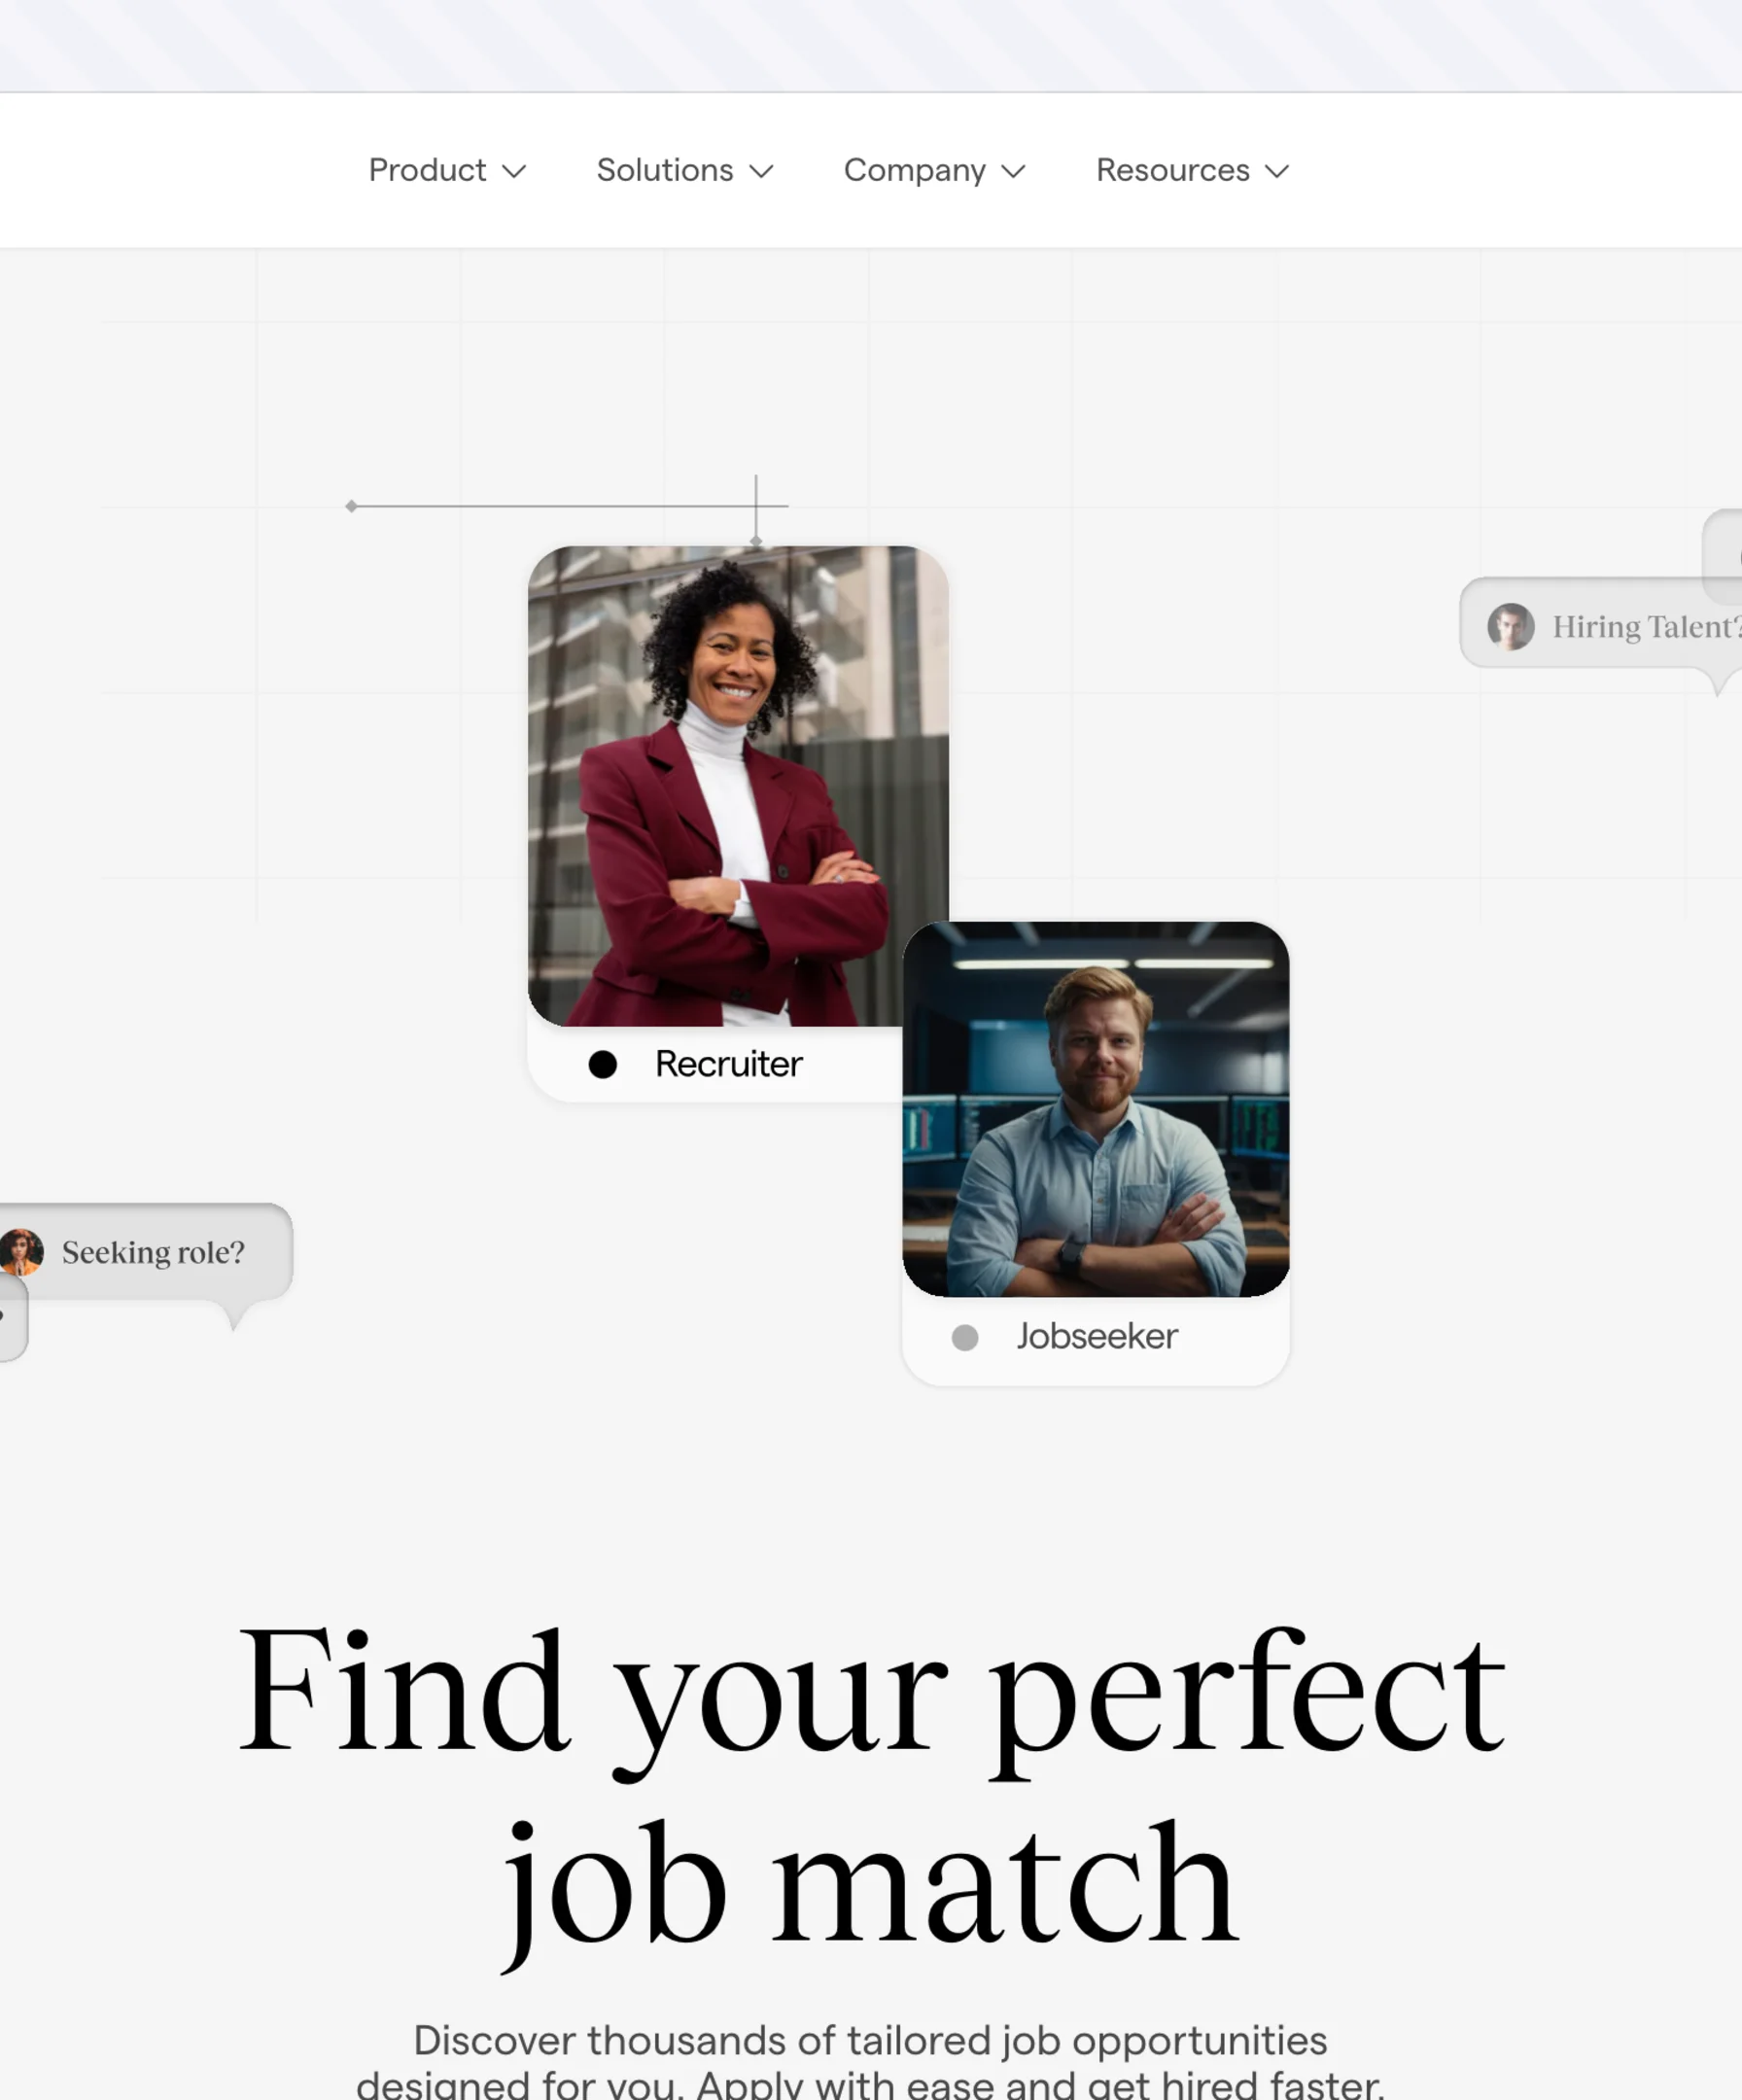 Product
Solutions
Company
Resources
Hiring Talent?
Recruiter
Seeking role?
Jobseeker
Find your perfect
job match
Discover thousands of tailored job opportunities
designed for you. Apply with ease and get hired faster.